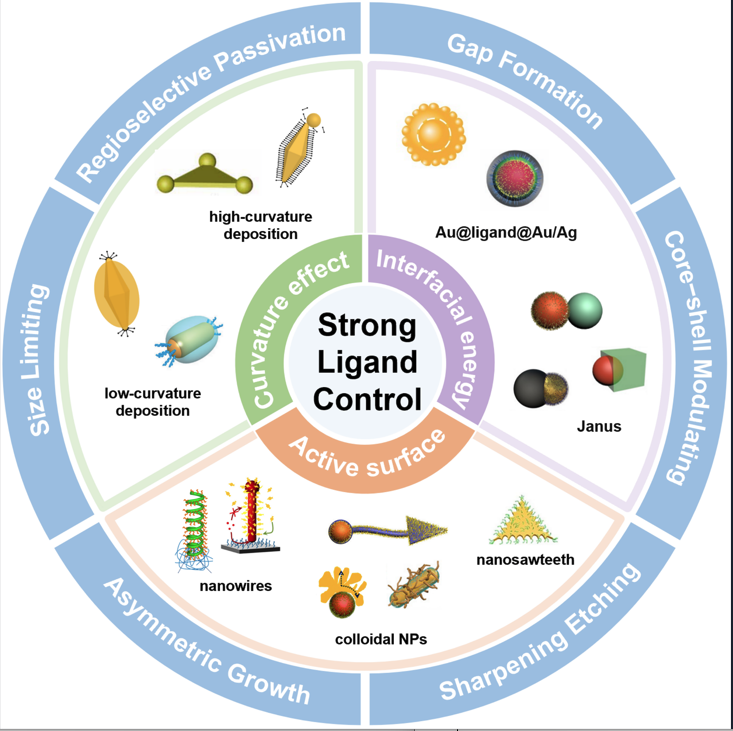 Regioselective Passivation
Gap Formation
Size Limiting
Core–shell Modulating
Asymmetric Growth
Sharpening Etching
high-curvature
deposition
Au@ligand@Au/Ag
low-curvature
deposition
Janus
Curvature effect
Interfacial energy
Active surface
Strong
Ligand
Control
nanowires
colloidal NPs
nanosawteeth